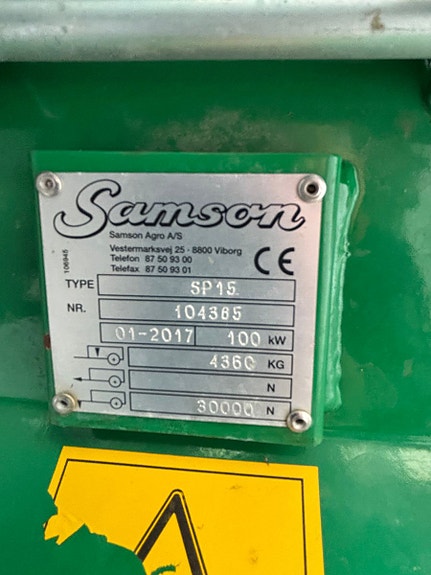 Samson
Samson Agro A/S
Vestermarksvej 25 - 8800 Viborg
Telefon 87 50 93 00
Telefax 87 50 93 01
CE
106945
TYPE SP15
NR. 104365
01-2017 100 kW
4360 KG
N
30000 N